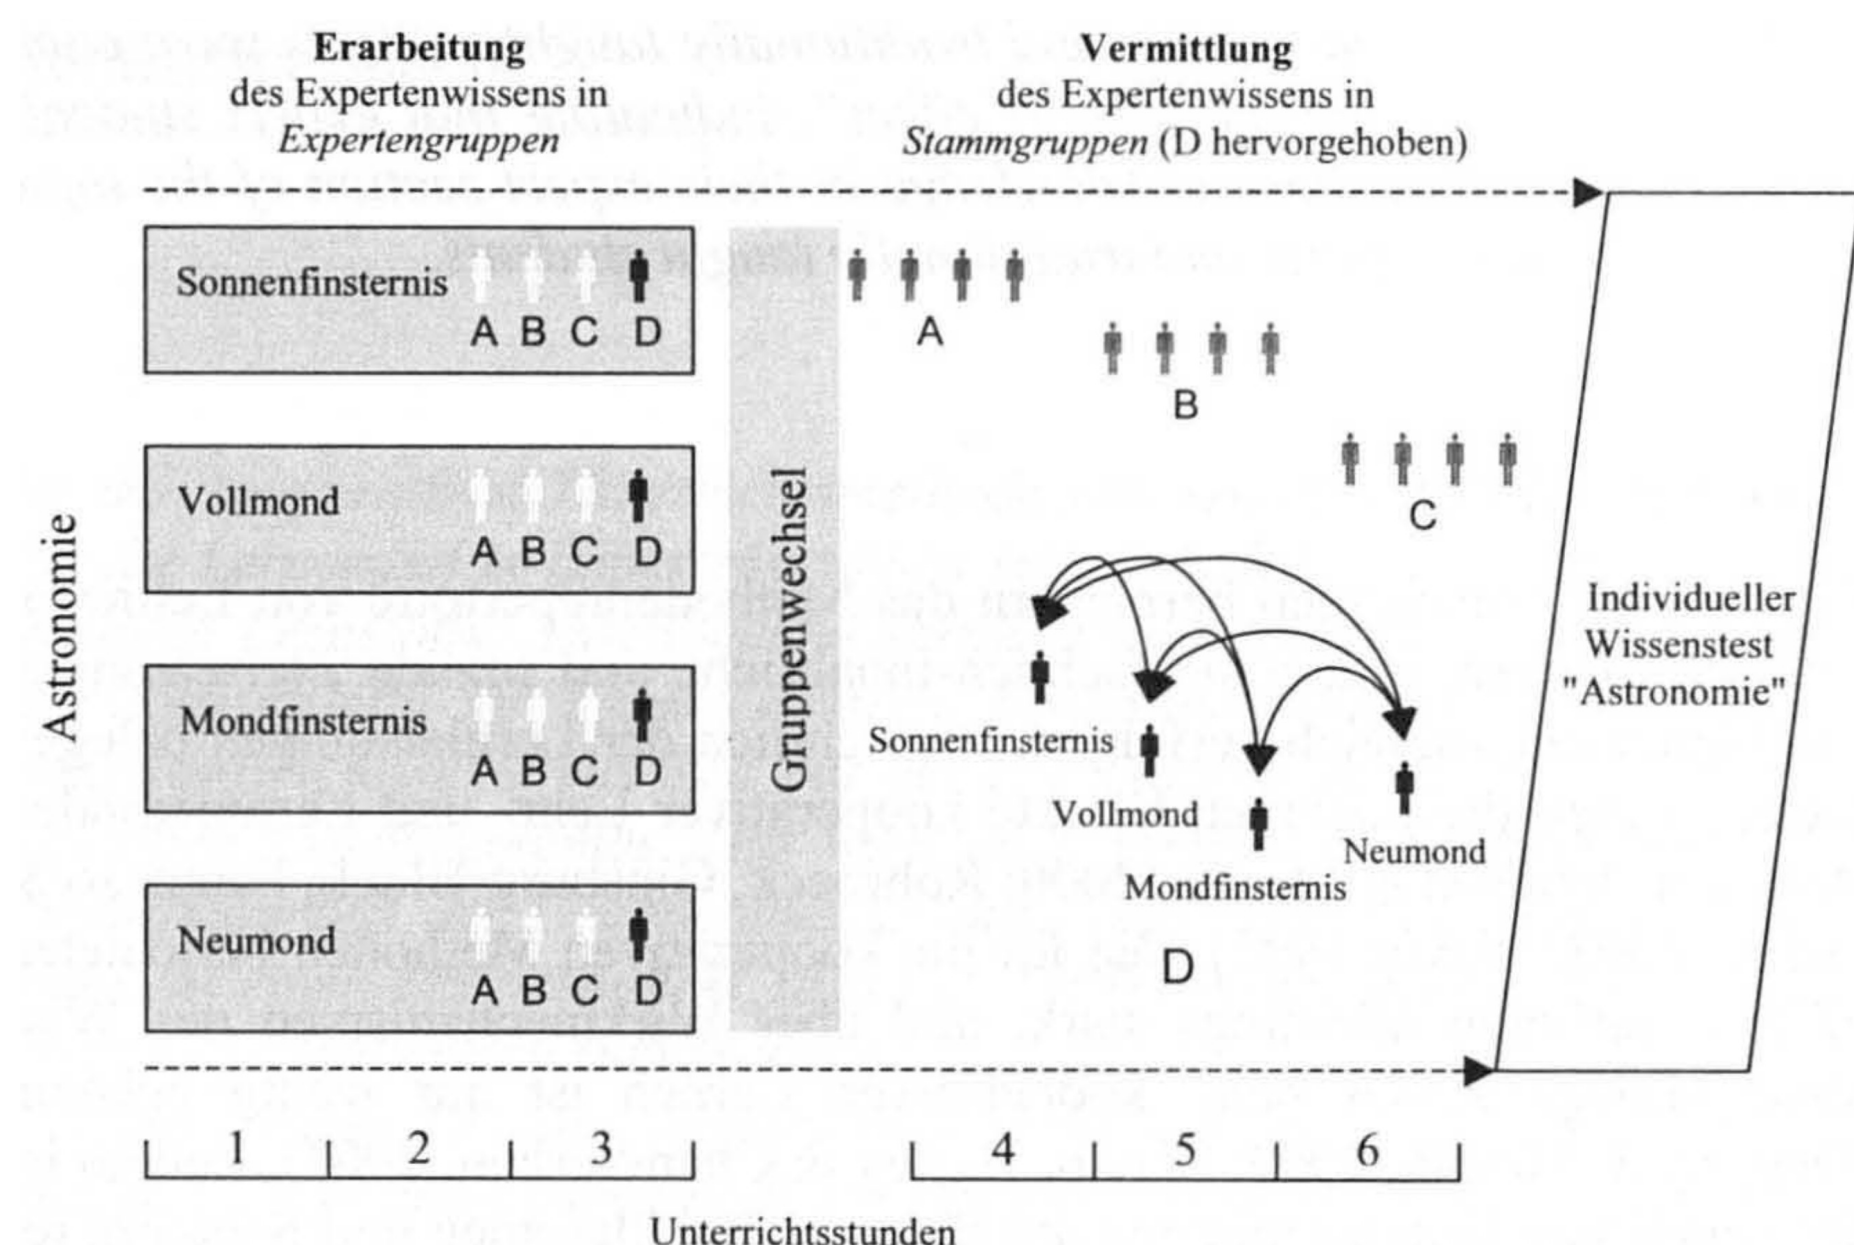 Erarbeitung
des Expertenwissens in
Expertengruppen
Vermittlung
des Expertenwissens in
Stammgruppen (D hervorgehoben)
Astronomie
Sonnenfinsternis
A B C D
Vollmond
A B C D
Mondfinsternis
A B C D
Neumond
A B C D
Gruppenwechsel
A
B
C
Sonnenfinsternis
Vollmond
Mondfinsternis
Neumond
D
Individueller
Wissenstest
"Astronomie"
1 2 3 4 5 6
Unterrichtsstunden